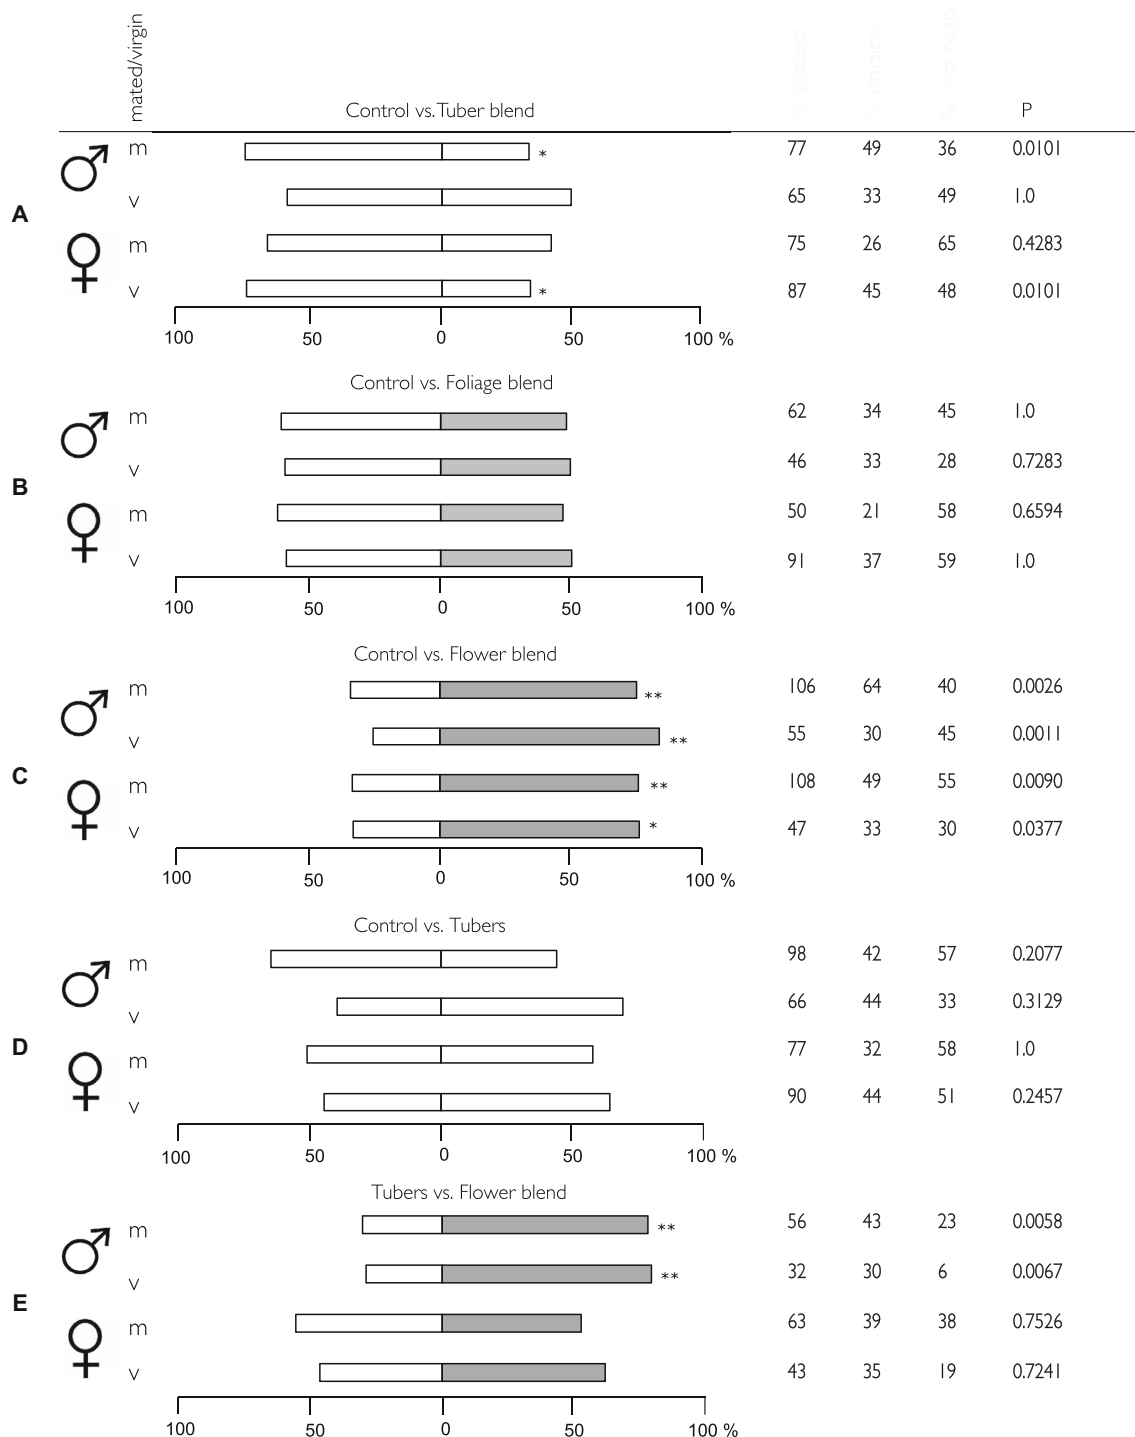 mated/virgin
N tested
N choice
% no resp
Control vs. Tuber blend P
A
♂ m * 77 49 36 0.0101
v 65 33 49 1.0
♀ m 75 26 65 0.4283
v * 87 45 48 0.0101
100 50 0 50 100 %
Control vs. Foliage blend
B
♂ m 62 34 45 1.0
v 46 33 28 0.7283
♀ m 50 21 58 0.6594
v 91 37 59 1.0
100 50 0 50 100 %
Control vs. Flower blend
C
♂ m ** 106 64 40 0.0026
v ** 55 30 45 0.0011
♀ m ** 108 49 55 0.0090
v * 47 33 30 0.0377
100 50 0 50 100 %
Control vs. Tubers
D
♂ m 98 42 57 0.2077
v 66 44 33 0.3129
♀ m 77 32 58 1.0
v 90 44 51 0.2457
100 50 0 50 100 %
Tubers vs. Flower blend
E
♂ m ** 56 43 23 0.0058
v ** 32 30 6 0.0067
♀ m 63 39 38 0.7526
v 43 35 19 0.7241
100 50 0 50 100 %